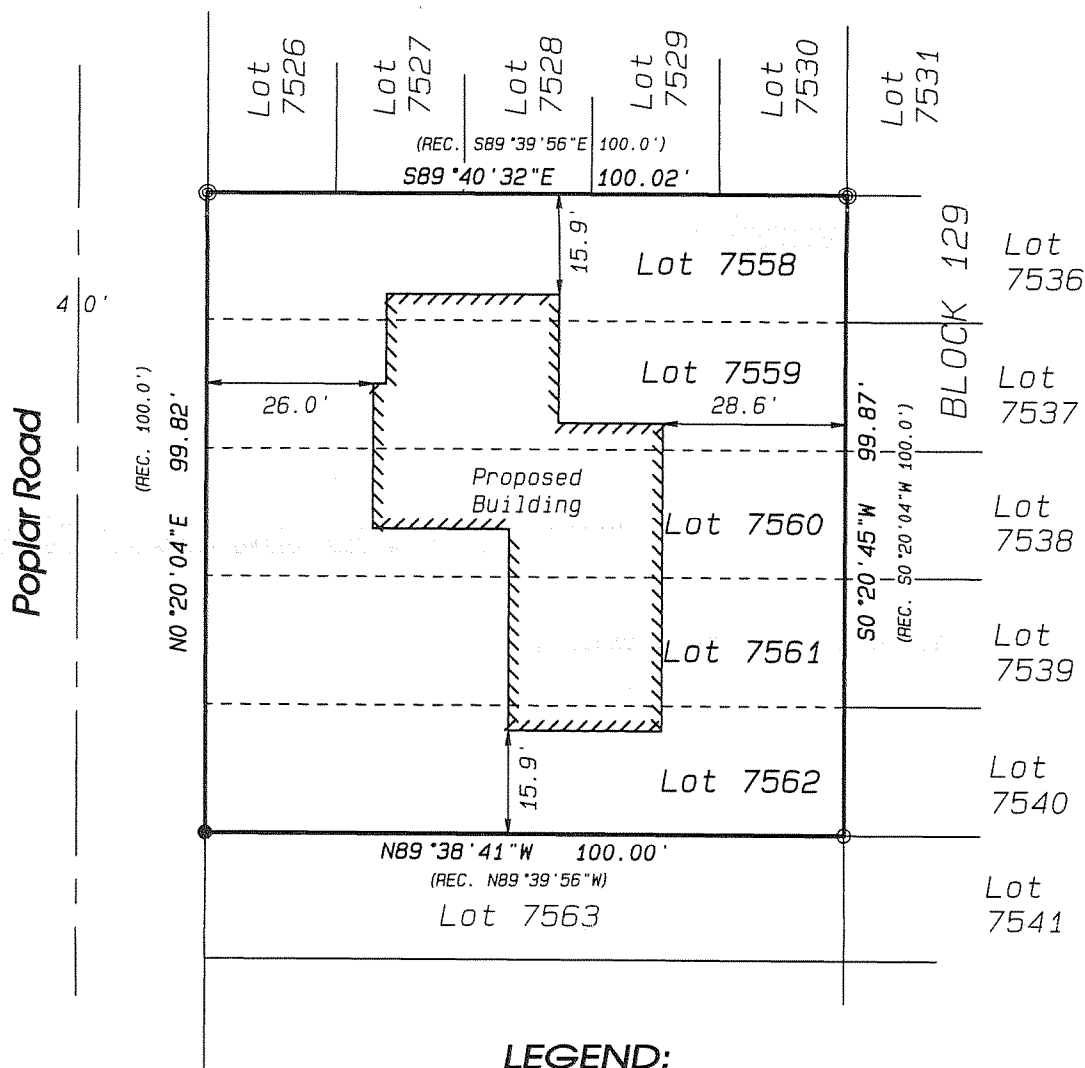 Lot 7526
Lot 7527
Lot 7528
Lot 7529
Lot 7530
Lot 7531
(REC. S89°39'56"E 100.0')
S89°40'32"E 100.02'
BLOCK 129
15.9'
Lot 7558
Lot 7536
40'
Lot 7559
Lot 7537
26.0'
28.6'
Poplar Road
(REC. 100.0')
N0°20'04"E 99.82'
S0°20'45"W 99.87'
(REC. S0°20'04"W 100.0')
Proposed
Building
Lot 7560
Lot 7538
Lot 7561
Lot 7539
15.9'
Lot 7562
Lot 7540
N89°38'41"W 100.00'
(REC. N89°39'56"W)
Lot 7563
Lot 7541
LEGEND: